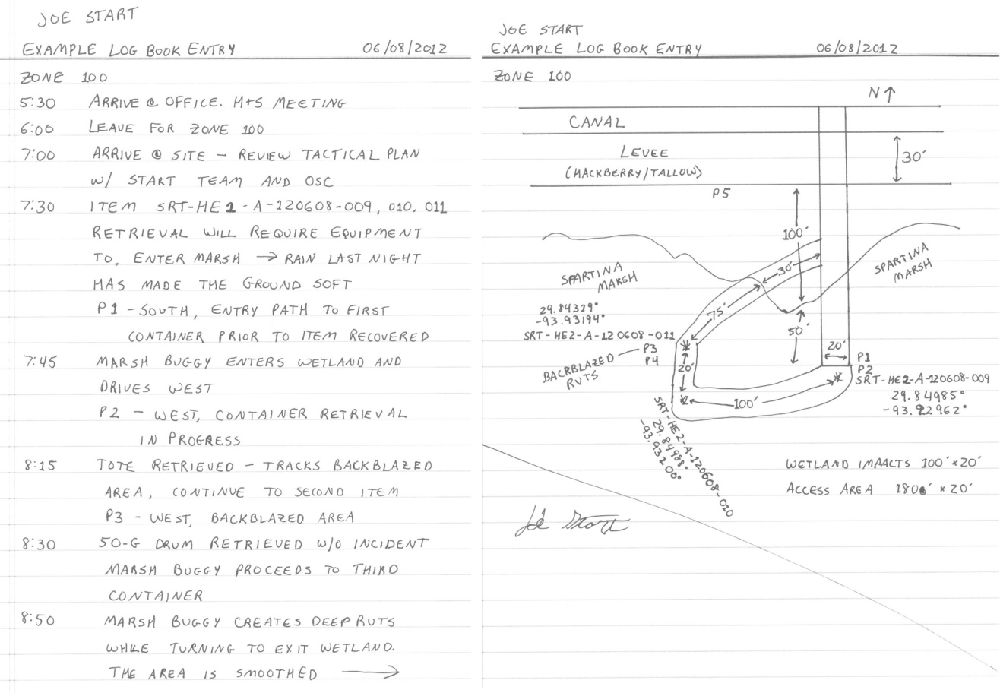 JOE START
EXAMPLE LOG BOOK ENTRY 06/08/2012
ZONE 100
5:30 ARRIVE @ OFFICE. H+S MEETING
6:00 LEAVE FOR ZONE 100
7:00 ARRIVE @ SITE – REVIEW TACTICAL PLAN
W/ START TEAM AND OSC
7:30 ITEM SRT-HE2-A-120608-009, 010, 011
RETRIEVAL WILL REQUIRE EQUIPMENT
TO. ENTER MARSH → RAIN LAST NIGHT
HAS MADE THE GROUND SOFT
P1 - SOUTH, ENTRY PATH TO FIRST
CONTAINER PRIOR TO ITEM RECOVERED
7:45 MARSH BUGGY ENTERS WETLAND AND
DRIVES WEST
P2 - WEST, CONTAINER RETRIEVAL
IN PROGRESS
8:15 TOTE RETRIEVED – TRACKS BACKBLAZED
AREA, CONTINUE TO SECOND ITEM
P3 - WEST, BACKBLAZED AREA
8:30 50-G DRUM RETRIEVED W/O INCIDENT
MARSH BUGGY PROCEEDS TO THIRD
CONTAINER
8:50 MARSH BUGGY CREATES DEEP RUTS
WHILE TURNING TO EXIT WETLAND.
THE AREA IS SMOOTHED →
JOE START
EXAMPLE LOG BOOK ENTRY 06/08/2012
ZONE 100
N ↑
CANAL
LEVEE
(HACKBERRY/TALLOW)
30'
P5
100'
30'
SPARTINA
MARSH
SPARTINA
MARSH
29.84339°
-93.93194°
75'
50'
SRT-HE2-A-120608-011
P3
P4
BACKBLAZED
RUTS
20'
20'
P1
P2
SRT-HE2-A-120608-009
29.84985°
-93.92962°
100'
SRT-HE2-A-120608-010
29.84988°
-93.93200°
WETLAND IMPACTS 100' x 20'
ACCESS AREA 180' x 20'
Joe Start